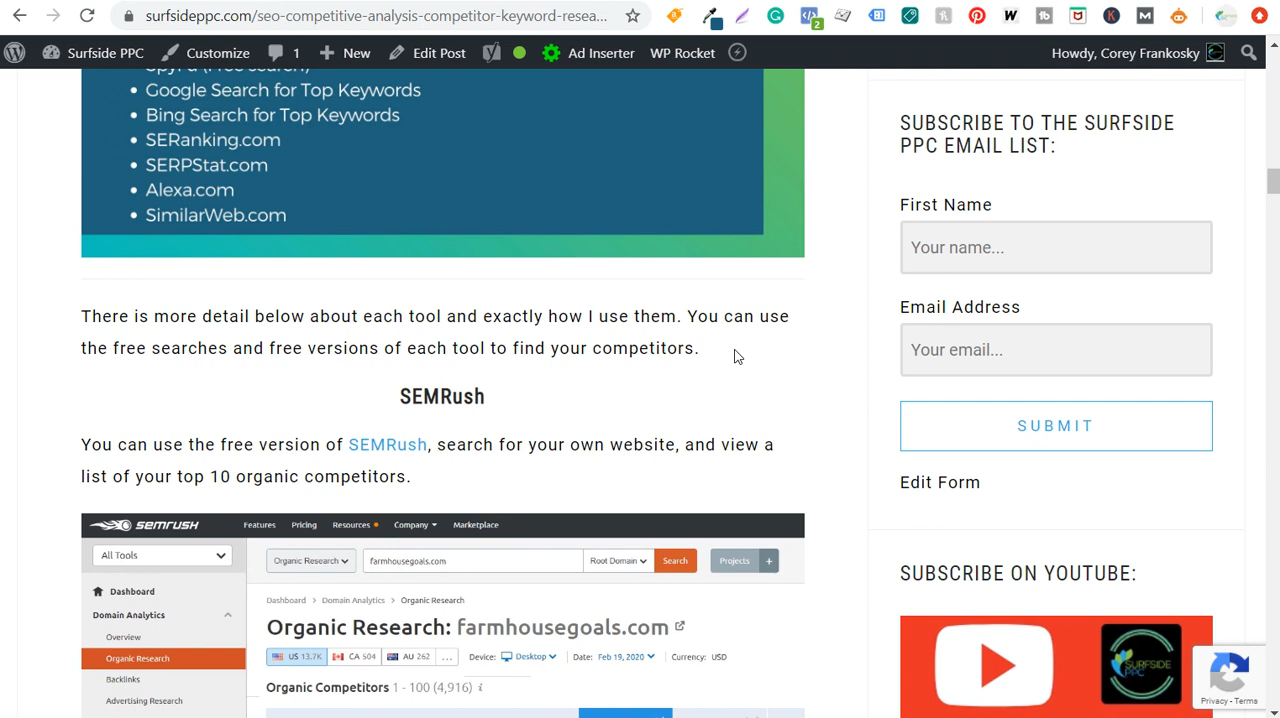 surfsideppc.com/seo-competitive-analysis-competitor-keyword-resea...
2
Surfside PPC
Customize
1
New
Edit Post
Ad Inserter
WP Rocket
Howdy, Corey Frankosky
SpyFu (Free search)
Google Search for Top Keywords
Bing Search for Top Keywords
SERanking.com
SERPStat.com
Alexa.com
SimilarWeb.com
There is more detail below about each tool and exactly how I use them. You can use
the free searches and free versions of each tool to find your competitors.
SEMRush
You can use the free version of SEMRush, search for your own website, and view a
list of your top 10 organic competitors.
SEMRUSH
Features Pricing Resources Company Marketplace
All Tools
Organic Research farmhousegoals.com Root Domain Search Projects +
Dashboard
Domain Analytics
Overview
Organic Research
Backlinks
Advertising Research
Dashboard > Domain Analytics > Organic Research
Organic Research: farmhousegoals.com
US 13.7K CA 504 AU 262 ... Device: Desktop Date: Feb 19, 2020 Currency: USD
Organic Competitors 1 - 100 (4,916) i
SUBSCRIBE TO THE SURFSIDE
PPC EMAIL LIST:
First Name
Your name...
Email Address
Your email...
SUBMIT
Edit Form
SUBSCRIBE ON YOUTUBE:
SURFSIDE
PPC
Privacy - Terms